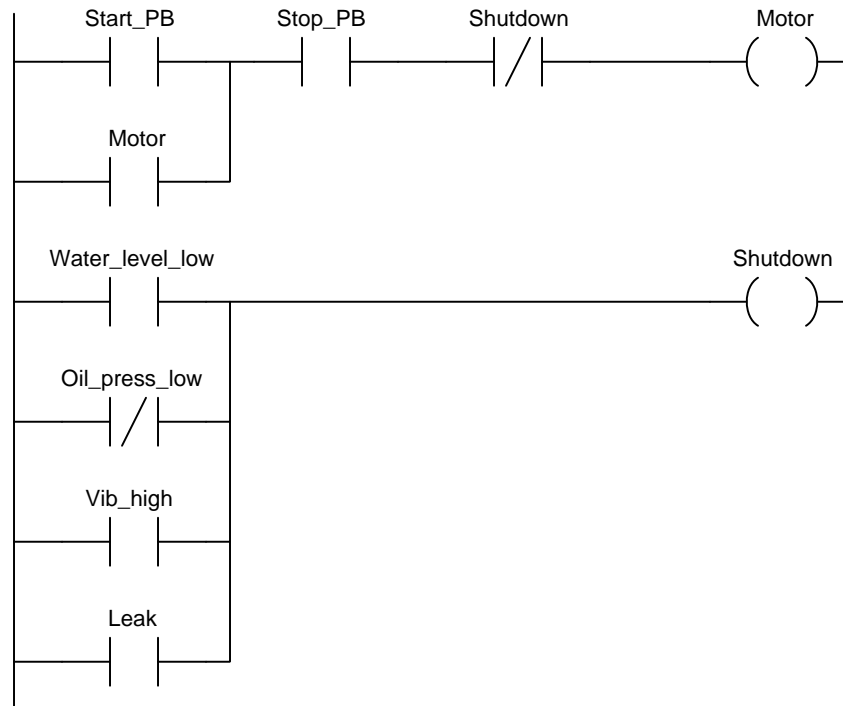 Start_PB Stop_PB Shutdown Motor
Motor
Water_level_low Shutdown
Oil_press_low
Vib_high
Leak